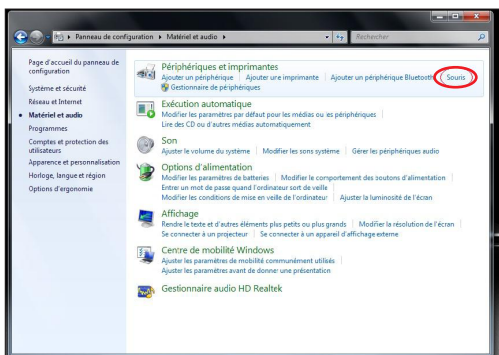 Panneau de configuration ▸ Matériel et audio ▸
Rechercher
Page d'accueil du panneau de
configuration
Système et sécurité
Réseau et Internet
Matériel et audio
Programmes
Comptes et protection des
utilisateurs
Apparence et personnalisation
Horloge, langue et région
Options d'ergonomie
Périphériques et imprimantes
Ajouter un périphérique | Ajouter une imprimante | Ajouter un périphérique Bluetooth | Souris
Gestionnaire de périphériques
Exécution automatique
Modifier les paramètres par défaut pour les médias ou les périphériques
Lire des CD ou d'autres médias automatiquement
Son
Ajuster le volume du système | Modifier les sons système | Gérer les périphériques audio
Options d'alimentation
Modifier les paramètres de batteries | Modifier le comportement des boutons d'alimentation
Entrer un mot de passe quand l'ordinateur sort de veille
Modifier les conditions de mise en veille de l'ordinateur | Ajuster la luminosité de l'écran
Affichage
Rendre le texte et d'autres éléments plus petits ou plus grands | Modifier la résolution de l'écran
Se connecter à un projecteur | Se connecter à un appareil d'affichage externe
Centre de mobilité Windows
Ajuster les paramètres de mobilité communément utilisés
Ajuster les paramètres avant de donner une présentation
Gestionnaire audio HD Realtek